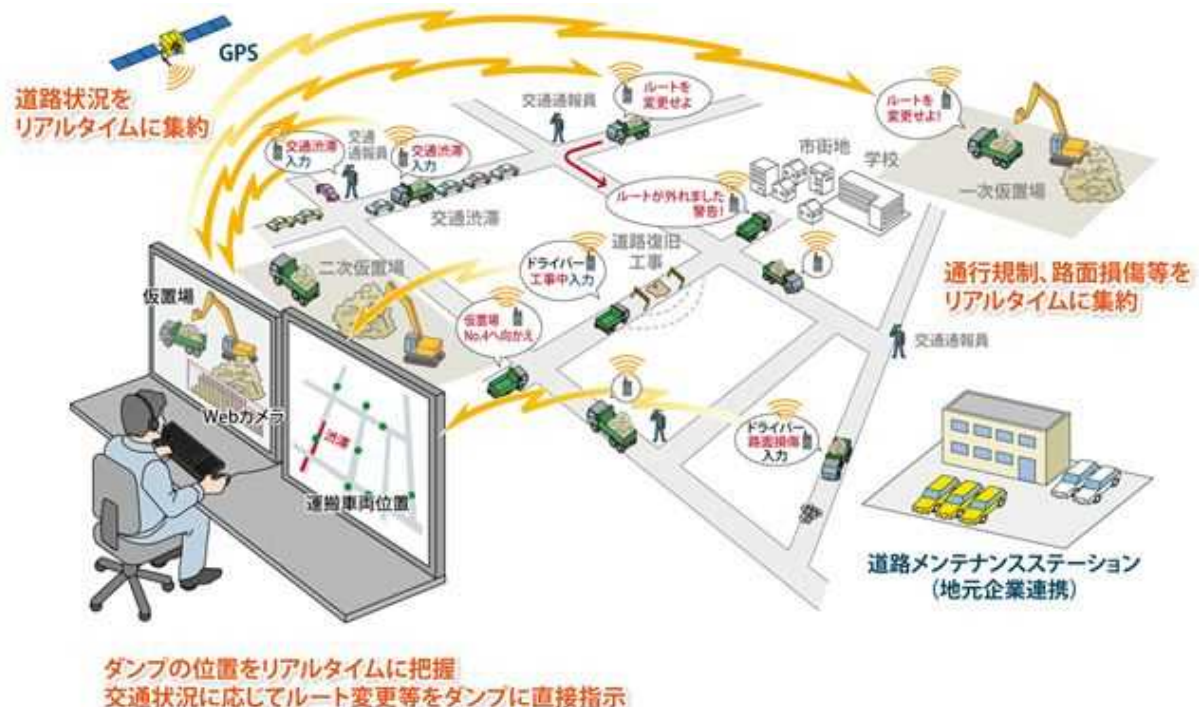 GPS
道路状況を
リアルタイムに集約
交通通報員
ルートを
変更せよ
ルートを
変更せよ!
交通渋滞
入力
交通
通報員
交通渋滞
入力
市街地
学校
一次仮置場
交通渋滞
ルートが外れました
警告!
道路復旧
工事
二次仮置場
ドライバー
工事中入力
通行規制、路面損傷等を
リアルタイムに集約
仮置場
仮置場
No.4へ向かえ
交通通報員
Webカメラ
渋滞
ドライバー
路面損傷
入力
運搬車両位置
道路メンテナンスステーション
(地元企業連携)
ダンプの位置をリアルタイムに把握
交通状況に応じてルート変更等をダンプに直接指示